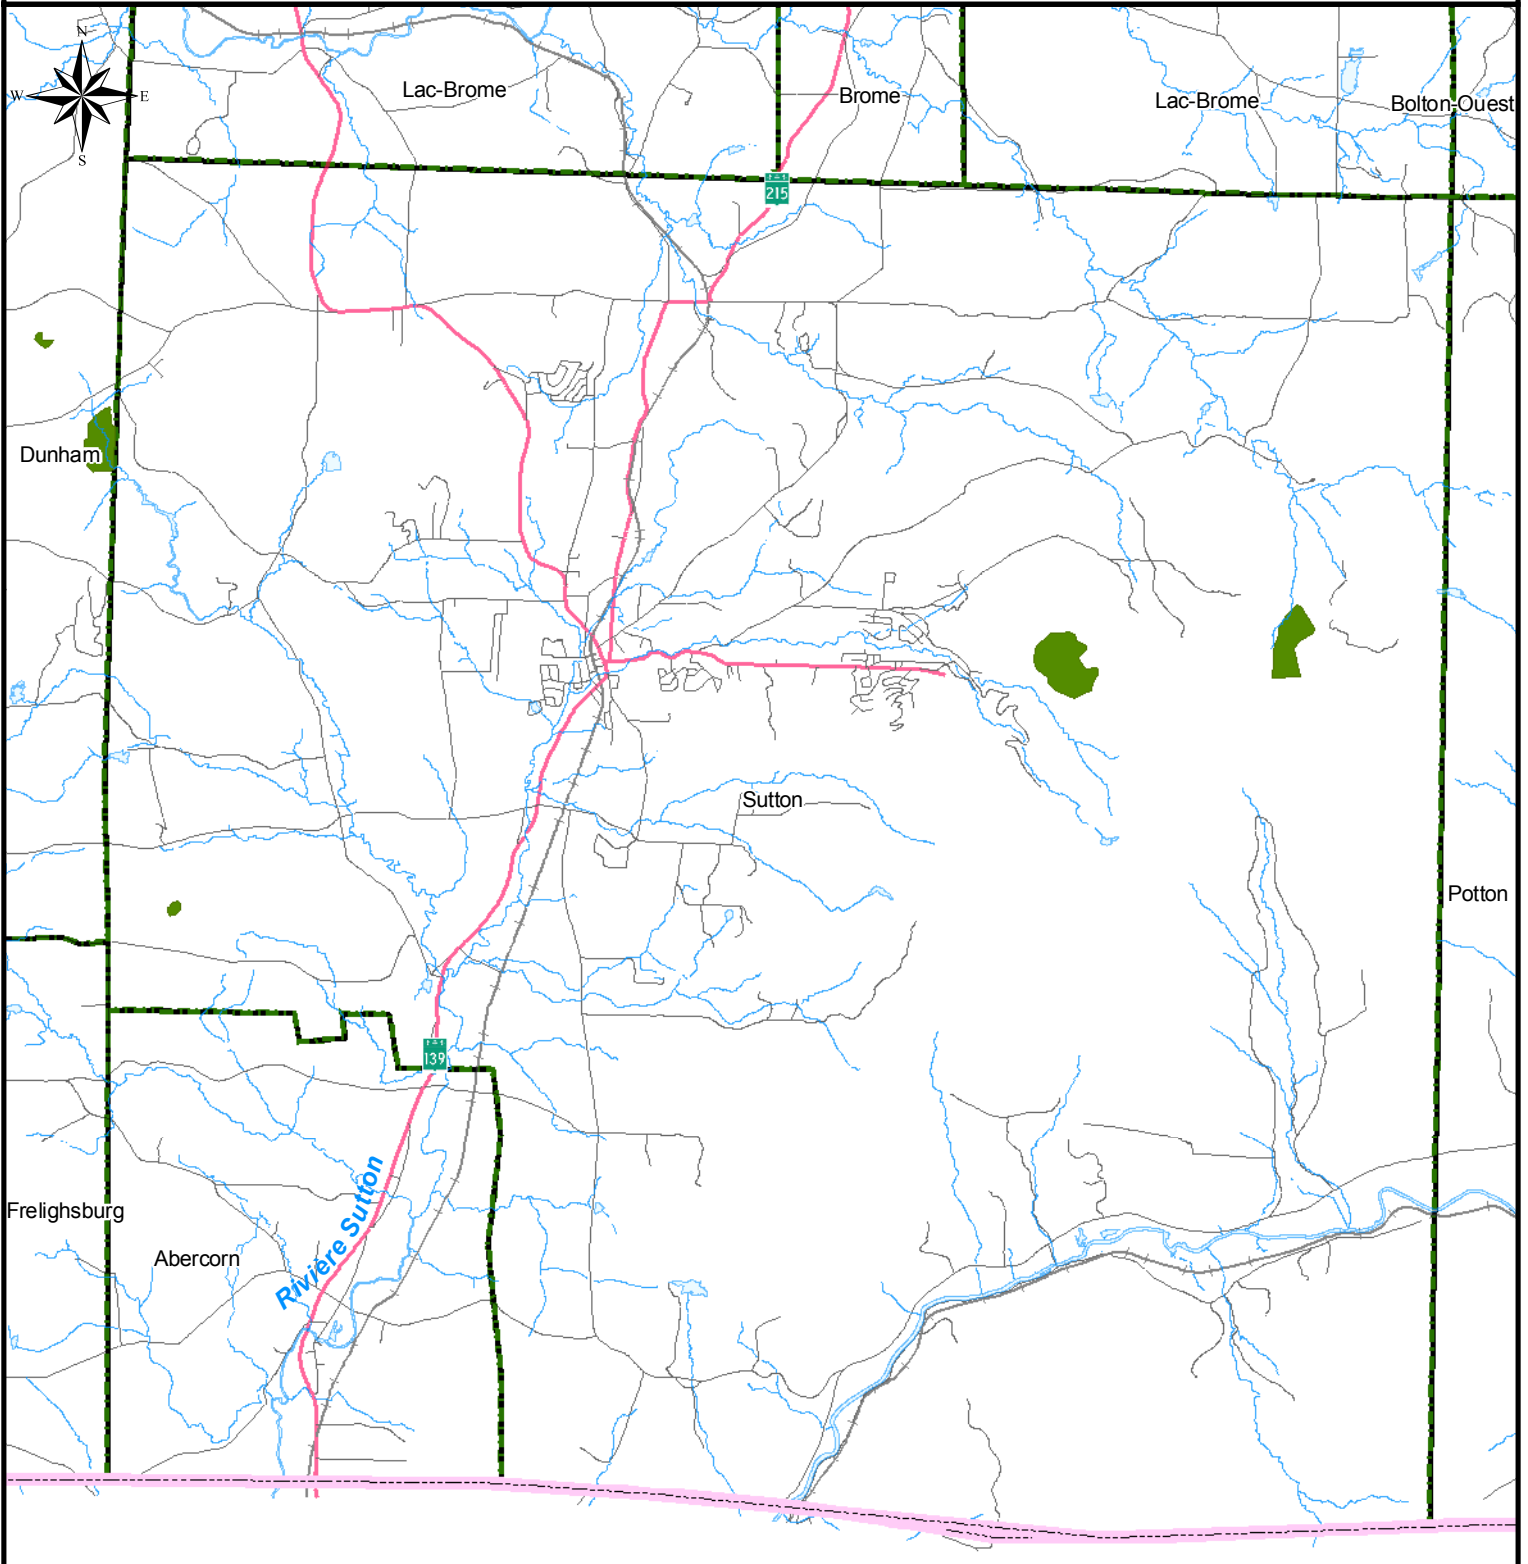 N
W
E
S
Lac-Brome
Brome
Lac-Brome
Bolton-Ouest
215
Dunham
Sutton
Potton
139
Rivière Sutton
Frelighsburg
Abercorn